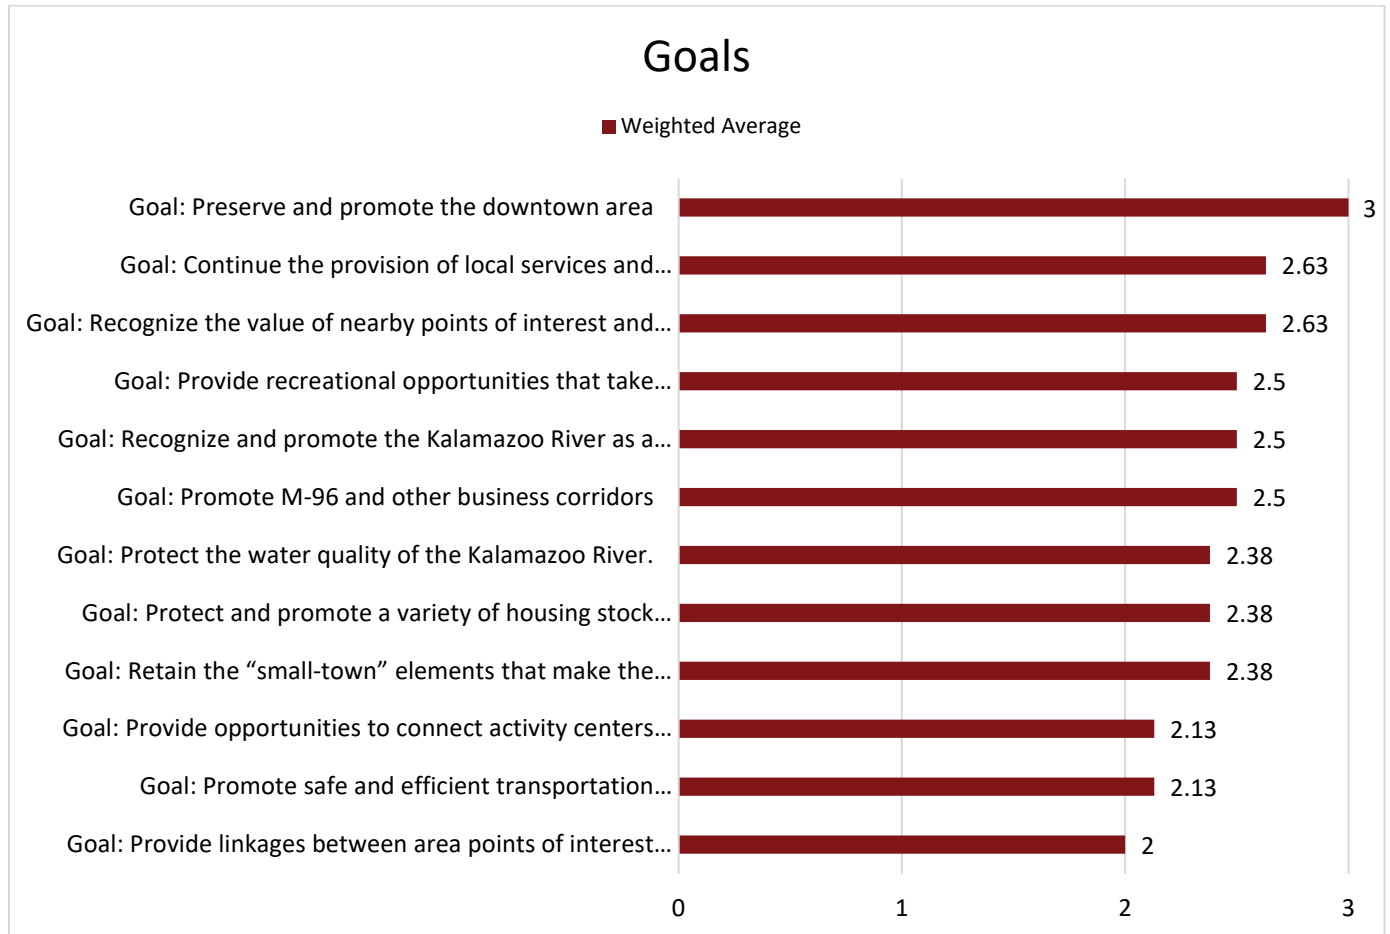 Goals
Weighted Average
Goal: Preserve and promote the downtown area
3
Goal: Continue the provision of local services and…
2.63
Goal: Recognize the value of nearby points of interest and…
2.63
Goal: Provide recreational opportunities that take…
2.5
Goal: Recognize and promote the Kalamazoo River as a…
2.5
Goal: Promote M-96 and other business corridors
2.5
Goal: Protect the water quality of the Kalamazoo River.
2.38
Goal: Protect and promote a variety of housing stock…
2.38
Goal: Retain the “small-town” elements that make the…
2.38
Goal: Provide opportunities to connect activity centers…
2.13
Goal: Promote safe and efficient transportation…
2.13
Goal: Provide linkages between area points of interest…
2
0 1 2 3